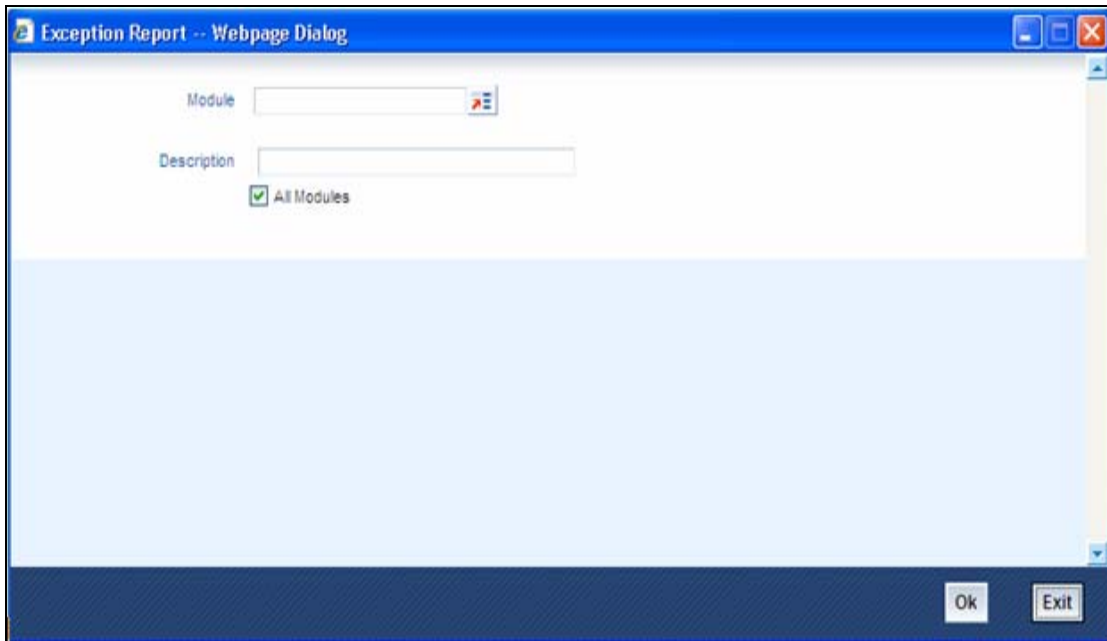 Exception Report -- Webpage Dialog
Module
Description
All Modules
Ok
Exit